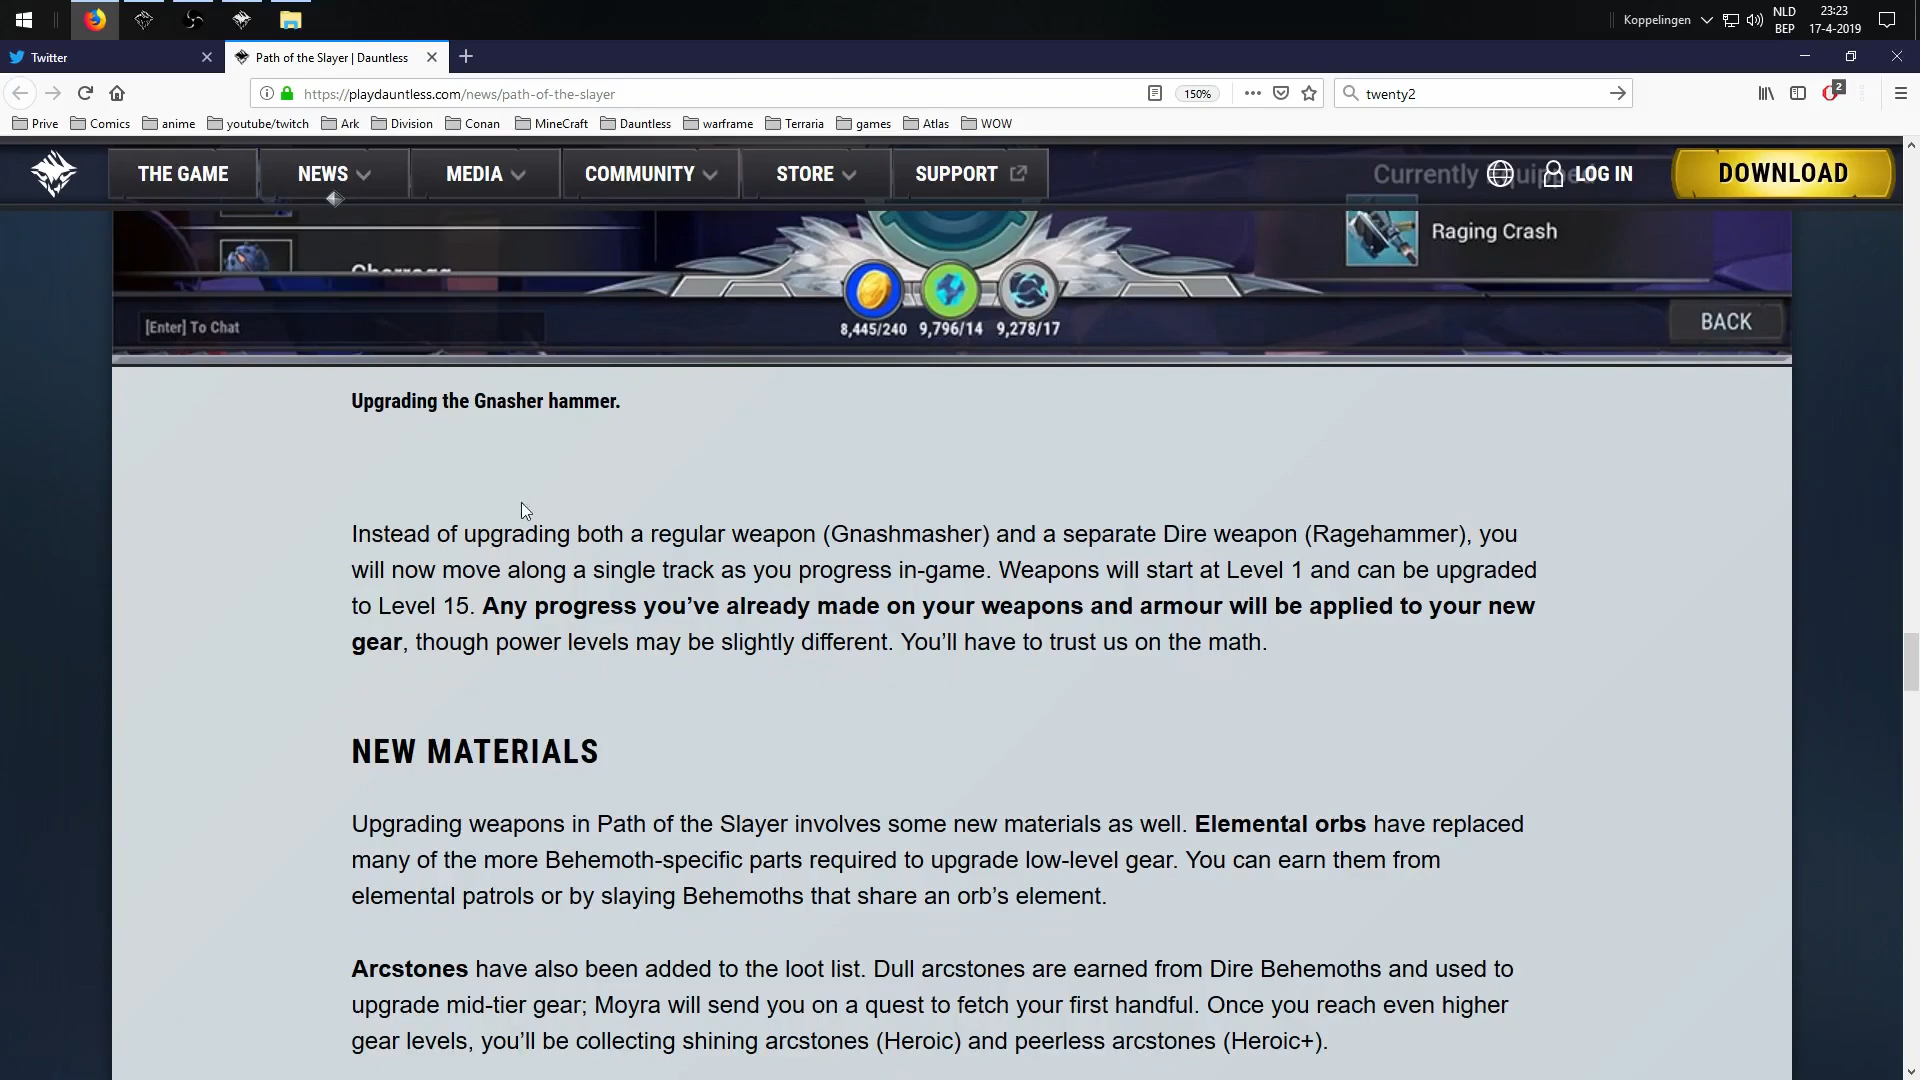 Koppelingen
NLD
BEP
23:23
17-4-2019
Twitter
Path of the Slayer | Dauntless
https://playdauntless.com/news/path-of-the-slayer
150%
twenty2
2
Prive
Comics
anime
youtube/twitch
Ark
Division
Conan
MineCraft
Dauntless
warframe
Terraria
games
Atlas
WOW
THE GAME
NEWS
MEDIA
COMMUNITY
STORE
SUPPORT
Currently Equipped
LOG IN
DOWNLOAD
Raging Crash
Charrogg
[Enter] To Chat
8,445/240
9,796/14
9,278/17
BACK
Upgrading the Gnasher hammer.
Instead of upgrading both a regular weapon (Gnashmasher) and a separate Dire weapon (Ragehammer), you
will now move along a single track as you progress in-game. Weapons will start at Level 1 and can be upgraded
to Level 15. Any progress you’ve already made on your weapons and armour will be applied to your new
gear, though power levels may be slightly different. You’ll have to trust us on the math.
NEW MATERIALS
Upgrading weapons in Path of the Slayer involves some new materials as well. Elemental orbs have replaced
many of the more Behemoth-specific parts required to upgrade low-level gear. You can earn them from
elemental patrols or by slaying Behemoths that share an orb’s element.
Arcstones have also been added to the loot list. Dull arcstones are earned from Dire Behemoths and used to
upgrade mid-tier gear; Moyra will send you on a quest to fetch your first handful. Once you reach even higher
gear levels, you’ll be collecting shining arcstones (Heroic) and peerless arcstones (Heroic+).